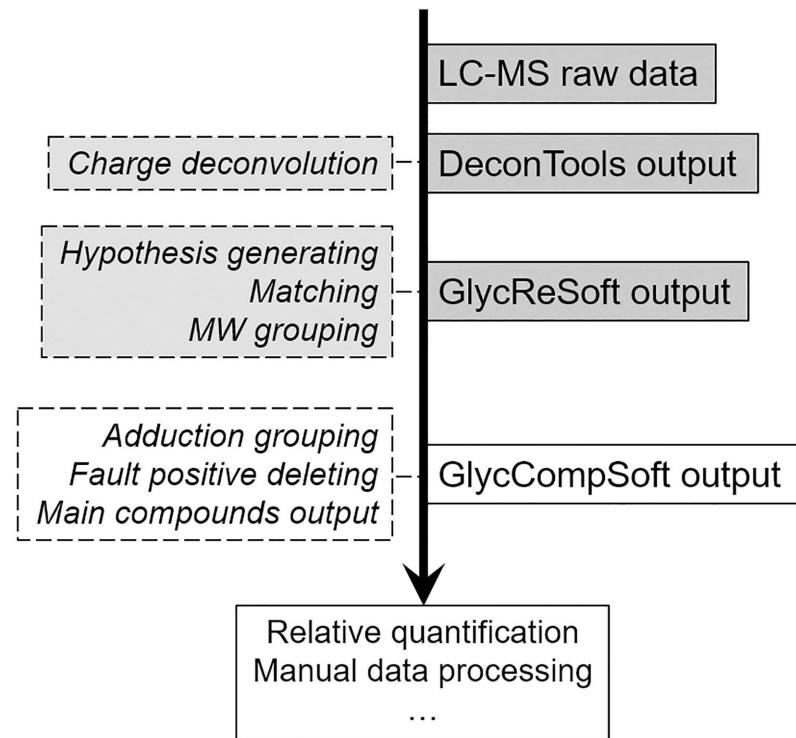 LC-MS raw data
Charge deconvolution
DeconTools output
Hypothesis generating
Matching
MW grouping
GlycReSoft output
Adduction grouping
Fault positive deleting
Main compounds output
GlycCompSoft output
Relative quantification
Manual data processing
...